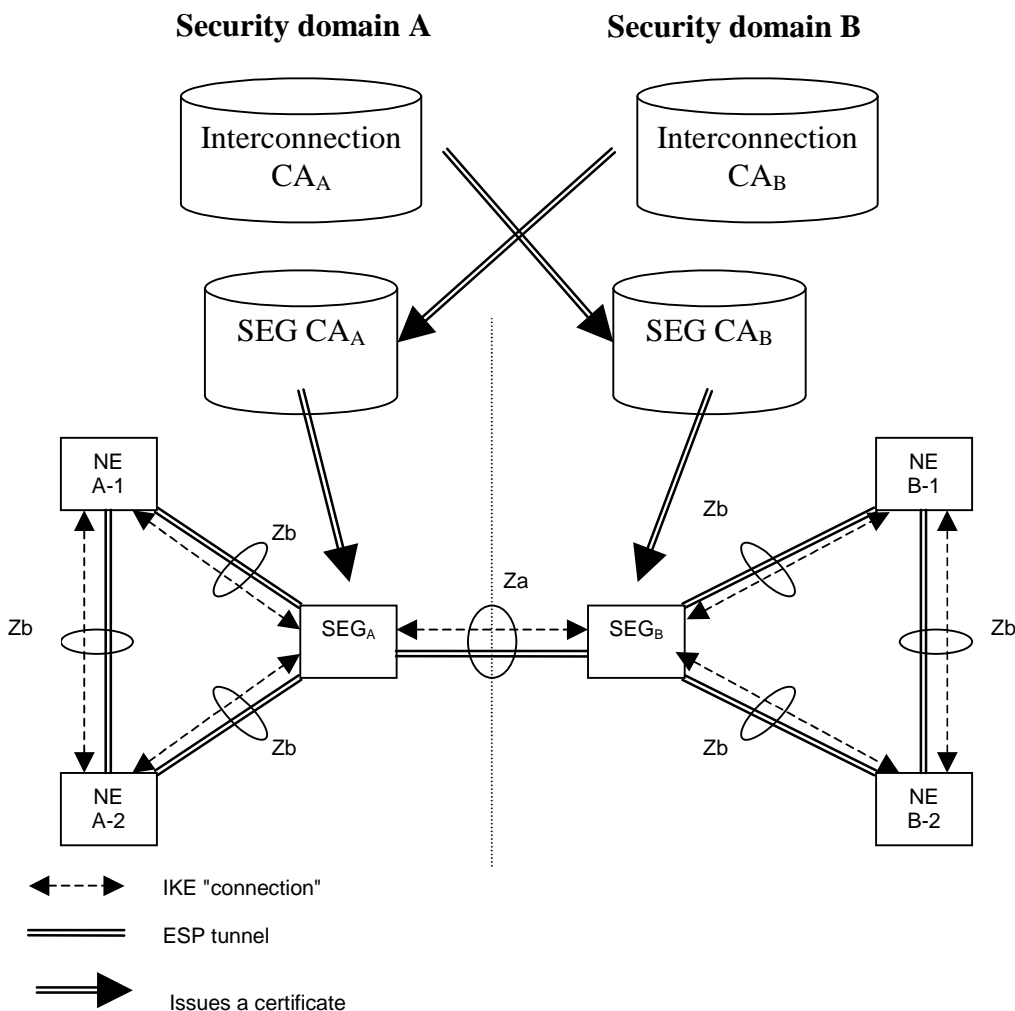 Security domain A
Security domain B
Interconnection
CA_A
Interconnection
CA_B
SEG CA_A
SEG CA_B
NE
A-1
NE
B-1
Zb
Zb
Za
Zb
SEG_A
SEG_B
Zb
Zb
Zb
NE
A-2
NE
B-2
IKE "connection"
ESP tunnel
Issues a certificate